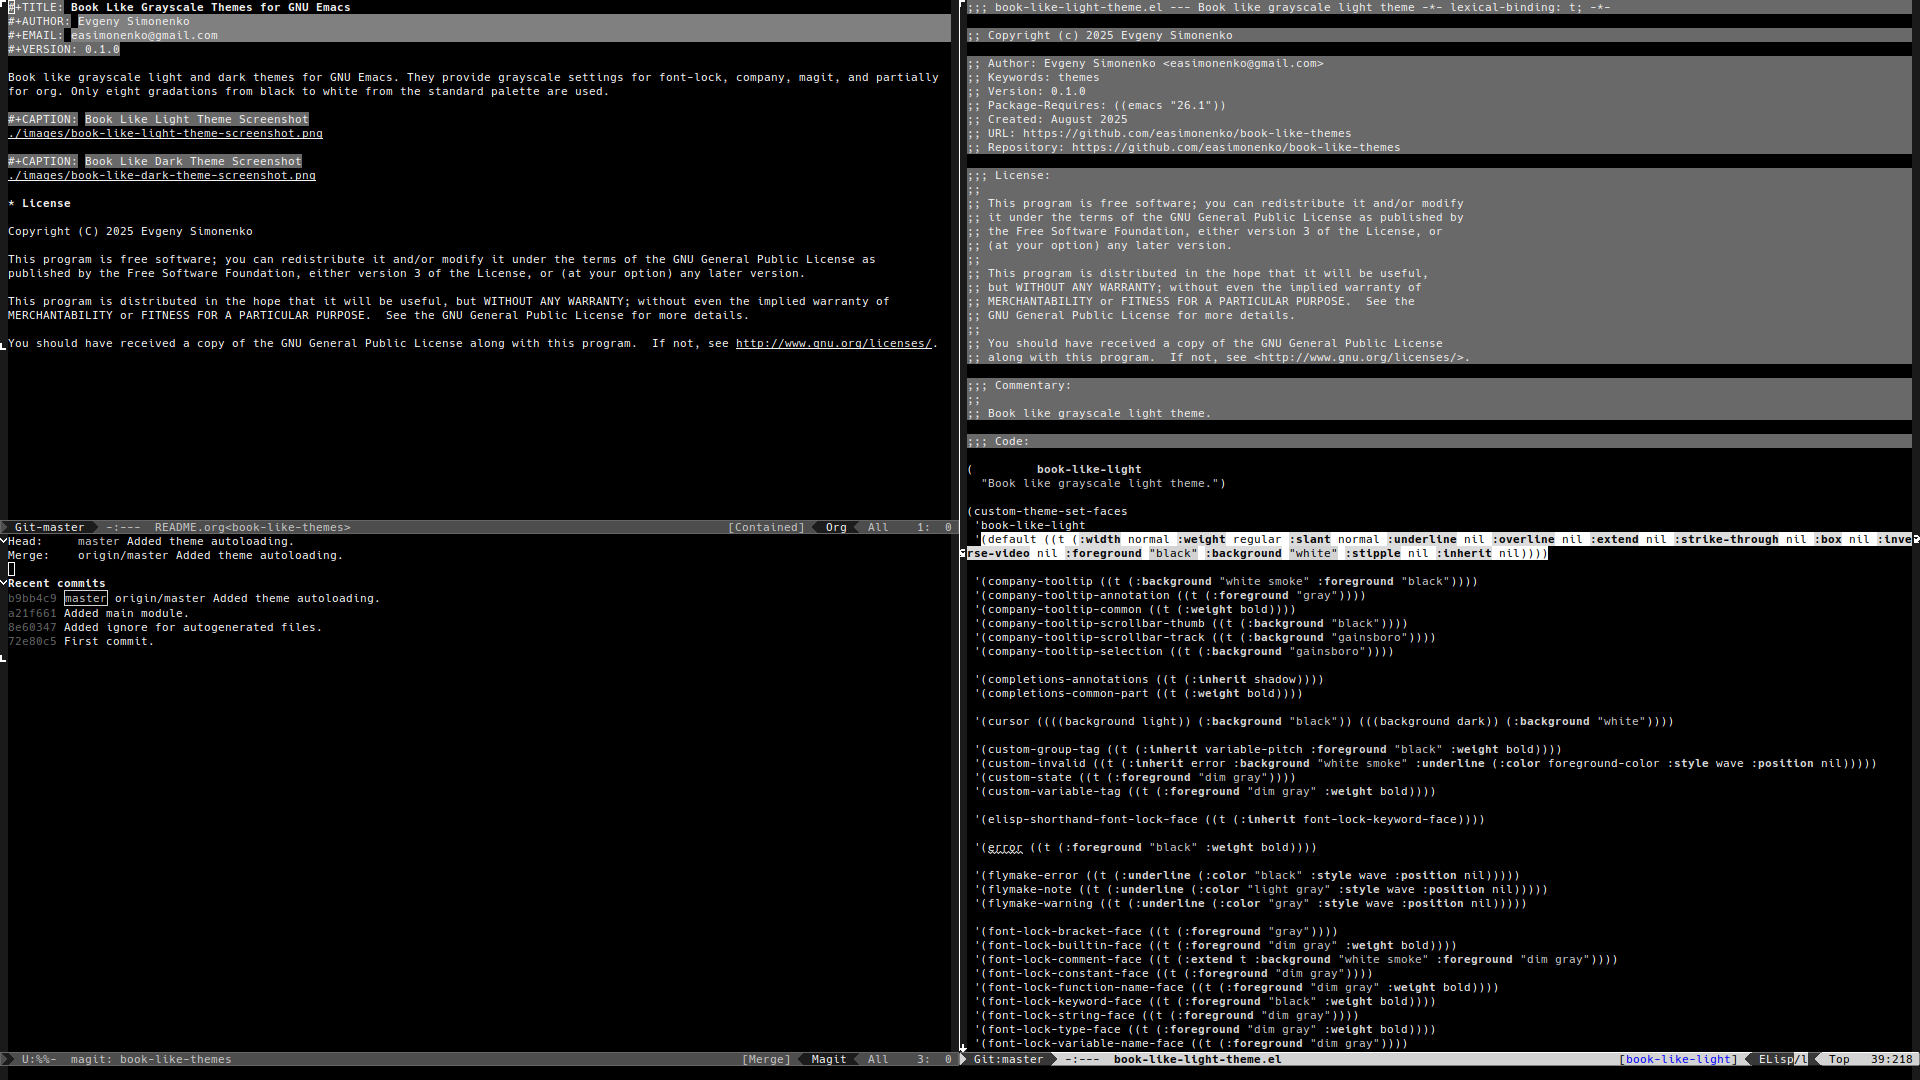 #+TITLE: Book Like Grayscale Themes for GNU Emacs
#+AUTHOR: Evgeny Simonenko
#+EMAIL: easimonenko@gmail.com
#+VERSION: 0.1.0
Book like grayscale light and dark themes for GNU Emacs. They provide grayscale settings for font-lock, company, magit, and partially
for org. Only eight gradations from black to white from the standard palette are used.
#+CAPTION: Book Like Light Theme Screenshot
./images/book-like-light-theme-screenshot.png
#+CAPTION: Book Like Dark Theme Screenshot
./images/book-like-dark-theme-screenshot.png
* License
Copyright (C) 2025 Evgeny Simonenko
This program is free software; you can redistribute it and/or modify it under the terms of the GNU General Public License as
published by the Free Software Foundation, either version 3 of the License, or (at your option) any later version.
This program is distributed in the hope that it will be useful, but WITHOUT ANY WARRANTY; without even the implied warranty of
MERCHANTABILITY or FITNESS FOR A PARTICULAR PURPOSE.  See the GNU General Public License for more details.
You should have received a copy of the GNU General Public License along with this program.  If not, see http://www.gnu.org/licenses/.
Git-master -:--- README.org<book-like-themes> [Contained] Org All 1: 0
Head: master Added theme autoloading.
Merge: origin/master Added theme autoloading.
Recent commits
b9bb4c9 master origin/master Added theme autoloading.
a21f661 Added main module.
8e60347 Added ignore for autogenerated files.
72e80c5 First commit.
U:%%- magit: book-like-themes [Merge] Magit All 3: 0
;;; book-like-light-theme.el --- Book like grayscale light theme -*- lexical-binding: t; -*-
;; Copyright (c) 2025 Evgeny Simonenko
;; Author: Evgeny Simonenko <easimonenko@gmail.com>
;; Keywords: themes
;; Version: 0.1.0
;; Package-Requires: ((emacs "26.1"))
;; Created: August 2025
;; URL: https://github.com/easimonenko/book-like-themes
;; Repository: https://github.com/easimonenko/book-like-themes
;;; License:
;;
;; This program is free software; you can redistribute it and/or modify
;; it under the terms of the GNU General Public License as published by
;; the Free Software Foundation, either version 3 of the License, or
;; (at your option) any later version.
;;
;; This program is distributed in the hope that it will be useful,
;; but WITHOUT ANY WARRANTY; without even the implied warranty of
;; MERCHANTABILITY or FITNESS FOR A PARTICULAR PURPOSE.  See the
;; GNU General Public License for more details.
;;
;; You should have received a copy of the GNU General Public License
;; along with this program.  If not, see <http://www.gnu.org/licenses/>.
;;; Commentary:
;;
;; Book like grayscale light theme.
;;; Code:
( book-like-light
"Book like grayscale light theme.")
(custom-theme-set-faces
'book-like-light
'(default ((t (:width normal :weight regular :slant normal :underline nil :overline nil :extend nil :strike-through nil :box nil :inve
rse-video nil :foreground "black" :background "white" :stipple nil :inherit nil))))
'(company-tooltip ((t (:background "white smoke" :foreground "black"))))
'(company-tooltip-annotation ((t (:foreground "gray"))))
'(company-tooltip-common ((t (:weight bold))))
'(company-tooltip-scrollbar-thumb ((t (:background "black"))))
'(company-tooltip-scrollbar-track ((t (:background "gainsboro"))))
'(company-tooltip-selection ((t (:background "gainsboro"))))
'(completions-annotations ((t (:inherit shadow))))
'(completions-common-part ((t (:weight bold))))
'(cursor ((((background light)) (:background "black")) (((background dark)) (:background "white"))))
'(custom-group-tag ((t (:inherit variable-pitch :foreground "black" :weight bold))))
'(custom-invalid ((t (:inherit error :background "white smoke" :underline (:color foreground-color :style wave :position nil)))))
'(custom-state ((t (:foreground "dim gray"))))
'(custom-variable-tag ((t (:foreground "dim gray" :weight bold))))
'(elisp-shorthand-font-lock-face ((t (:inherit font-lock-keyword-face))))
'(error ((t (:foreground "black" :weight bold))))
'(flymake-error ((t (:underline (:color "black" :style wave :position nil)))))
'(flymake-note ((t (:underline (:color "light gray" :style wave :position nil)))))
'(flymake-warning ((t (:underline (:color "gray" :style wave :position nil)))))
'(font-lock-bracket-face ((t (:foreground "gray"))))
'(font-lock-builtin-face ((t (:foreground "dim gray" :weight bold))))
'(font-lock-comment-face ((t (:extend t :background "white smoke" :foreground "dim gray"))))
'(font-lock-constant-face ((t (:foreground "dim gray"))))
'(font-lock-function-name-face ((t (:foreground "dim gray" :weight bold))))
'(font-lock-keyword-face ((t (:foreground "black" :weight bold))))
'(font-lock-string-face ((t (:foreground "dim gray"))))
'(font-lock-type-face ((t (:foreground "dim gray" :weight bold))))
'(font-lock-variable-name-face ((t (:foreground "dim gray"))))
Git:master -:--- book-like-light-theme.el [book-like-light] ELisp/l Top 39:218